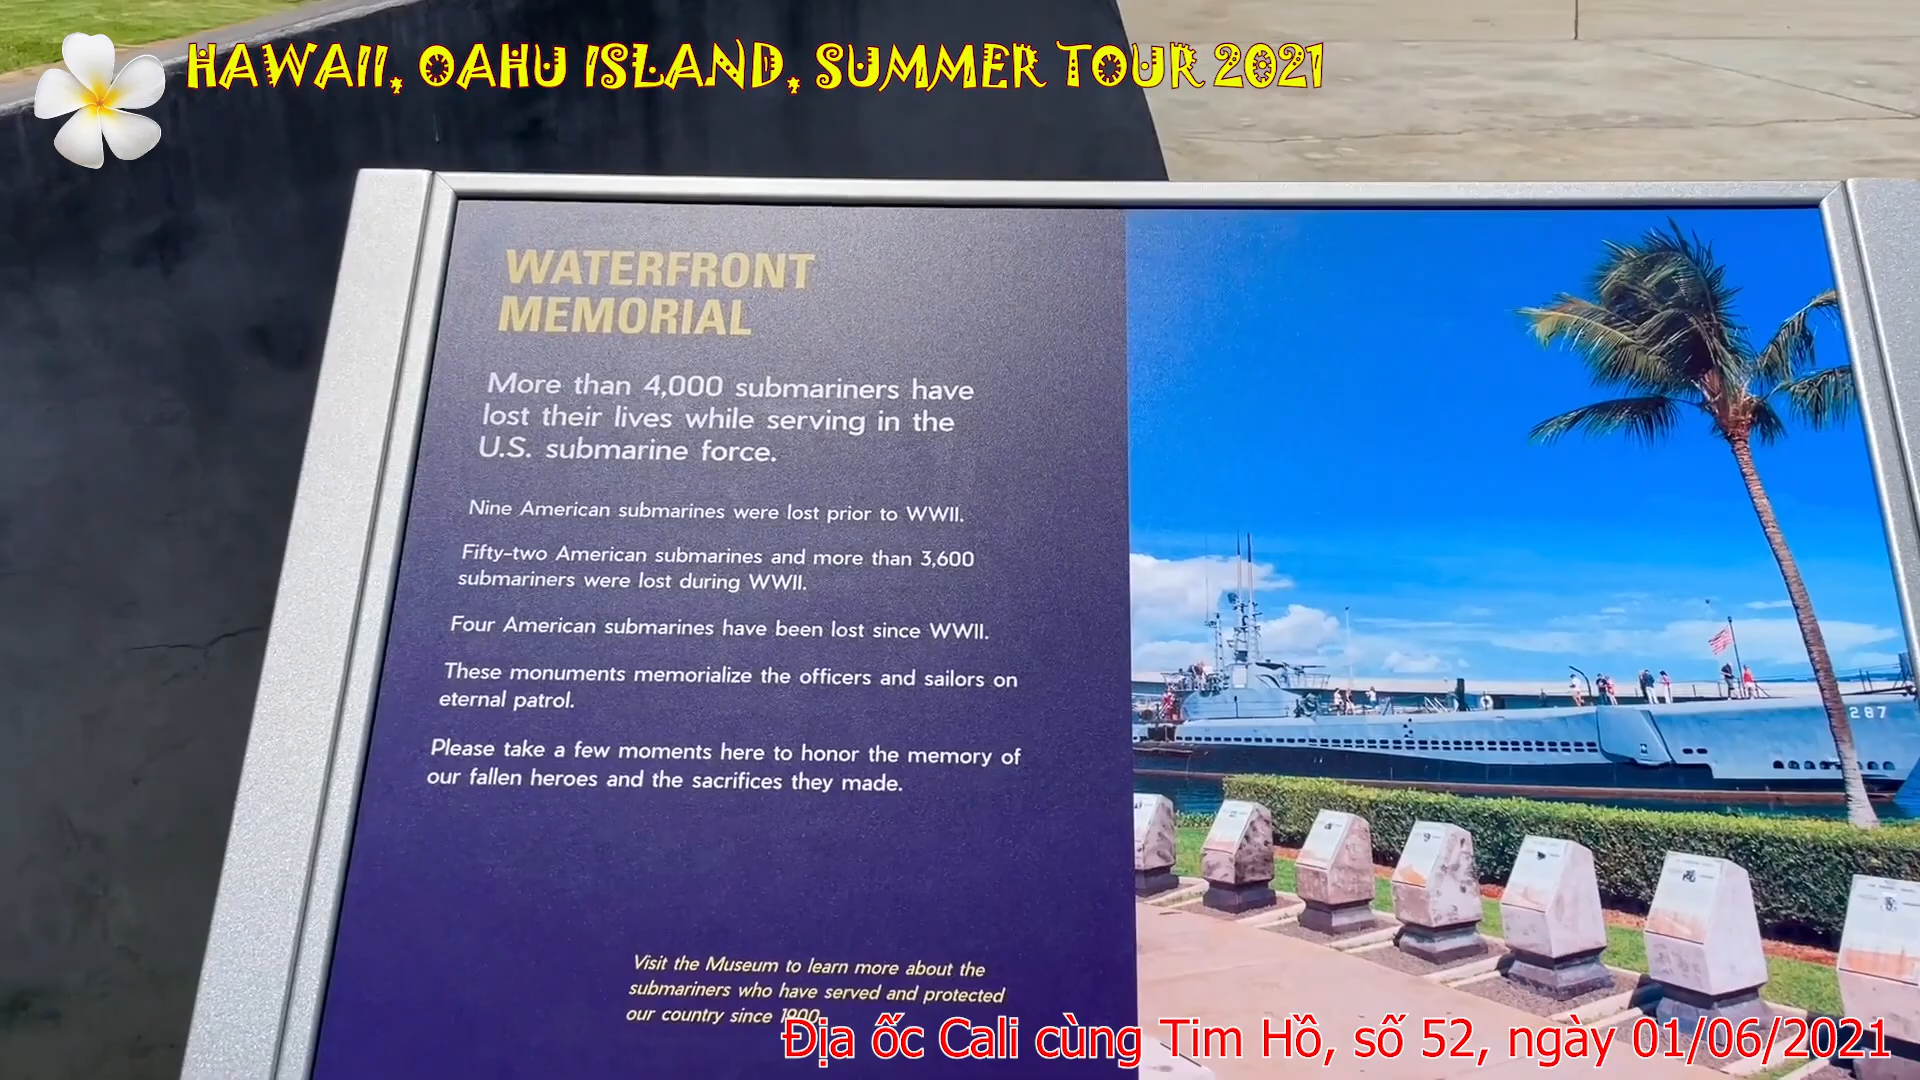 HAWAII, OAHU ISLAND, SUMMER TOUR 2021
WATERFRONT
MEMORIAL
More than 4,000 submariners have
lost their lives while serving in the
U.S. submarine force.
Nine American submarines were lost prior to WWII.
Fifty-two American submarines and more than 3,600
submariners were lost during WWII.
Four American submarines have been lost since WWII.
These monuments memorialize the officers and sailors on
eternal patrol.
Please take a few moments here to honor the memory of
our fallen heroes and the sacrifices they made.
Visit the Museum to learn more about the
submariners who have served and protected
our country since 1900.
287
Địa ốc Cali cùng Tim Hồ, số 52, ngày 01/06/2021